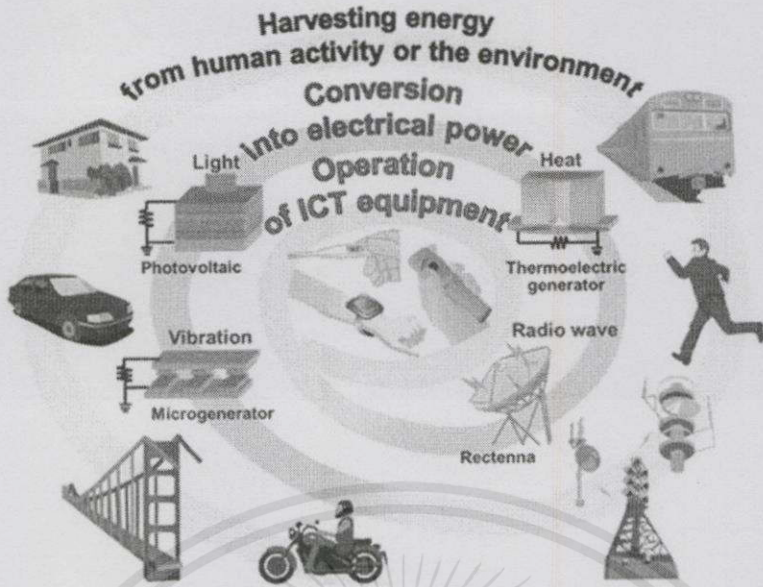 Harvesting energy
from human activity or the environment
Conversion
into electrical power
Operation
of ICT equipment
Light
Photovoltaic
Heat
Thermoelectric
generator
Vibration
Microgenerator
Radio wave
Rectenna